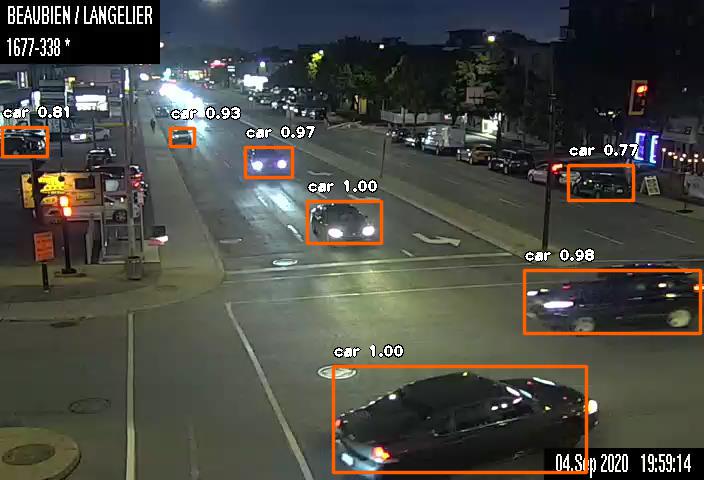 BEAUBIEN / LANGELIER
1677-338 *
car 0.81
car 0.93
car 0.97
car 0.77
car 1.00
car 0.98
car 1.00
04.Sep 2020 19:59:14